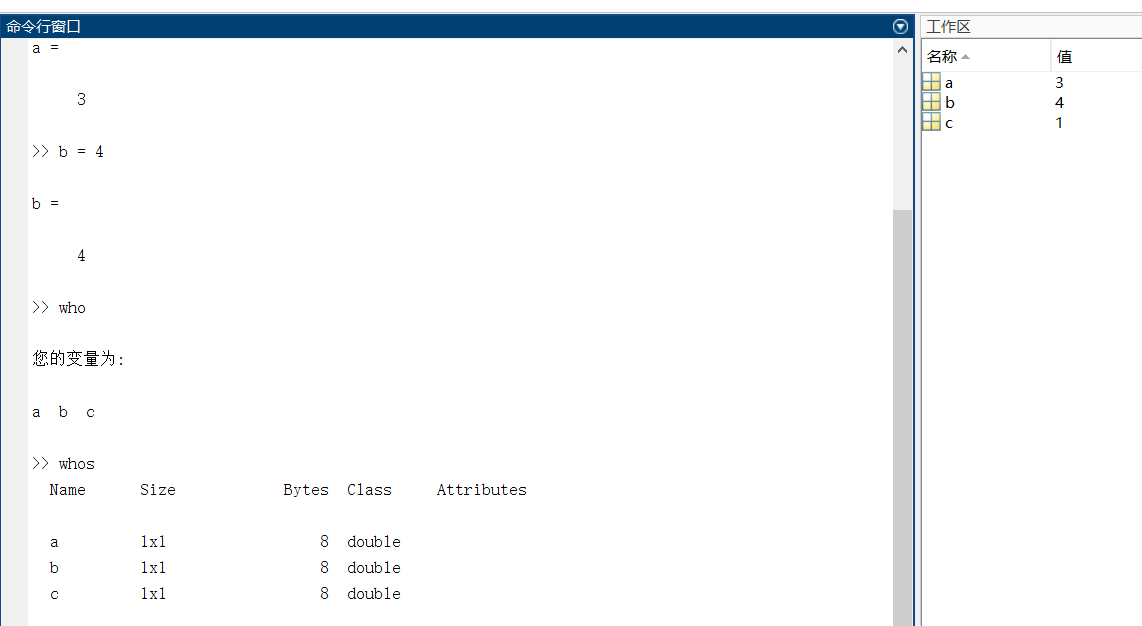 命令行窗口
a =
3
>> b = 4
b =
4
>> who
您的变量为:
a b c
>> whos
Name Size Bytes Class Attributes
a 1x1 8 double
b 1x1 8 double
c 1x1 8 double
工作区
名称 值
a 3
b 4
c 1